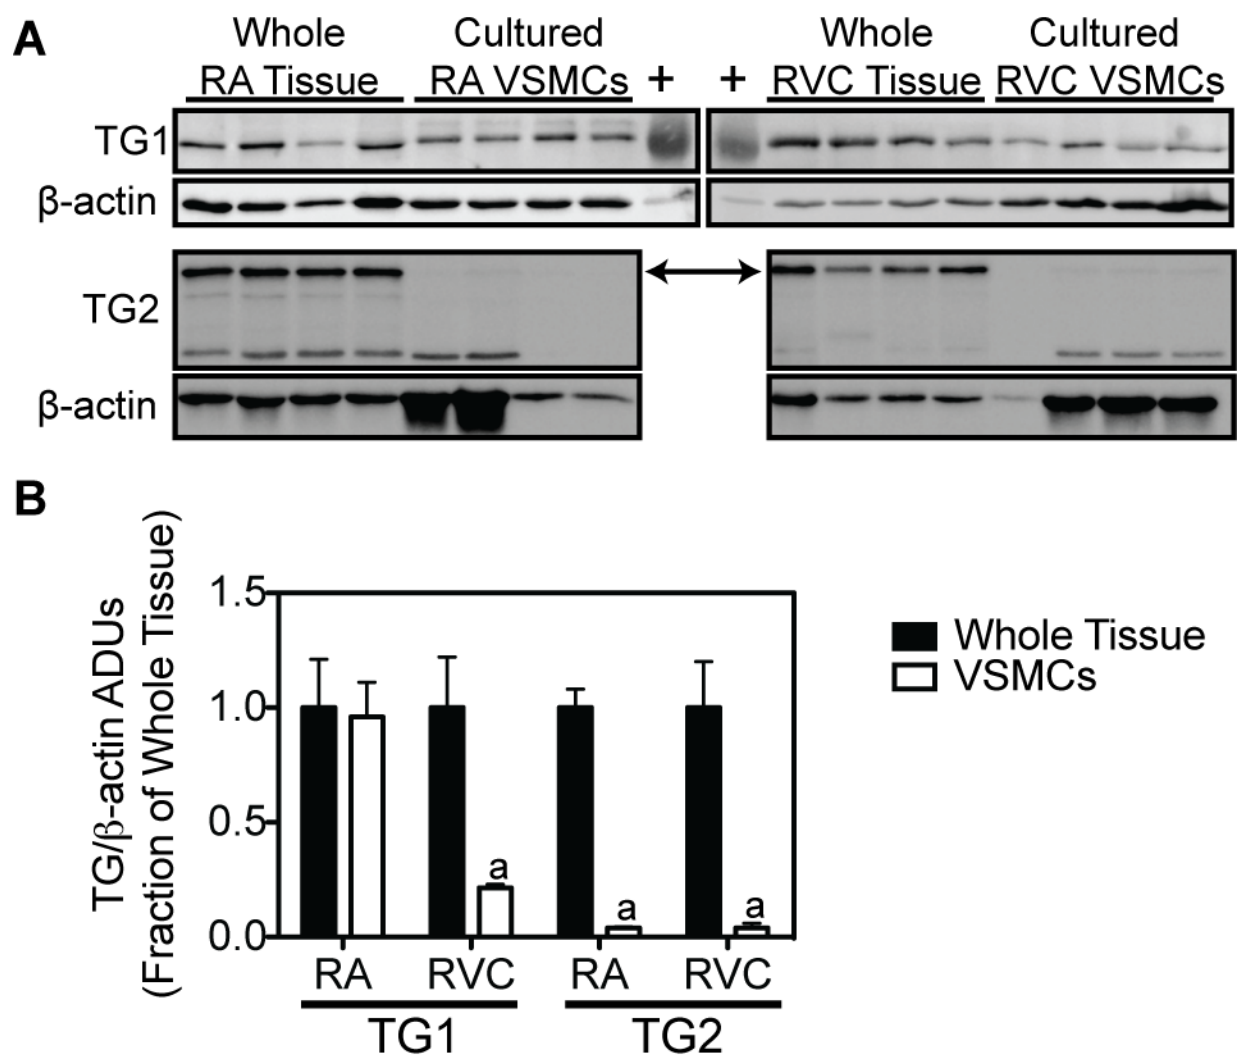 A
Whole Cultured Whole Cultured
RA Tissue RA VSMCs + + RVC Tissue RVC VSMCs
TG1
β-actin
TG2
β-actin
B
TG/β-actin ADUs
(Fraction of Whole Tissue)
1.5
1.0
0.5
0.0
a
a
a
Whole Tissue
VSMCs
RA RVC RA RVC
TG1 TG2